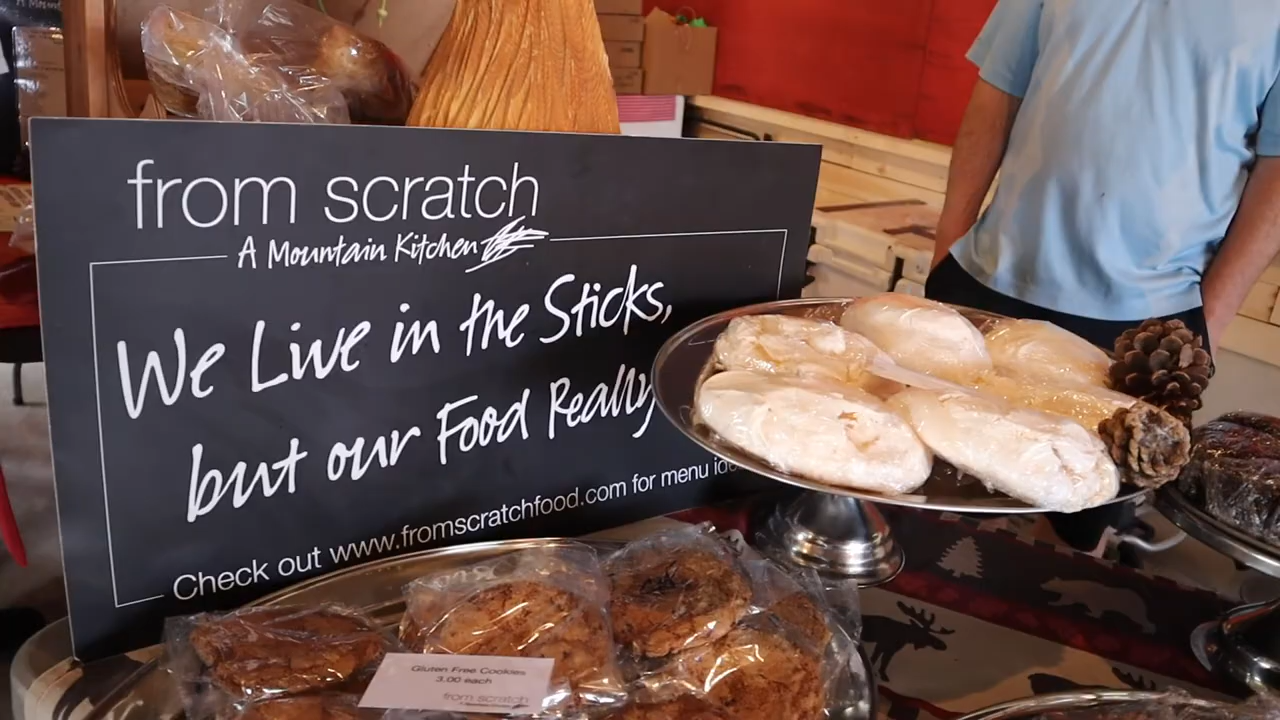 from scratch
A Mountain Kitchen
We Live in the Sticks,
but our Food Really
Check out www.fromscratchfood.com for menu
Gluten Free Cookies
3.00 each
from scratch